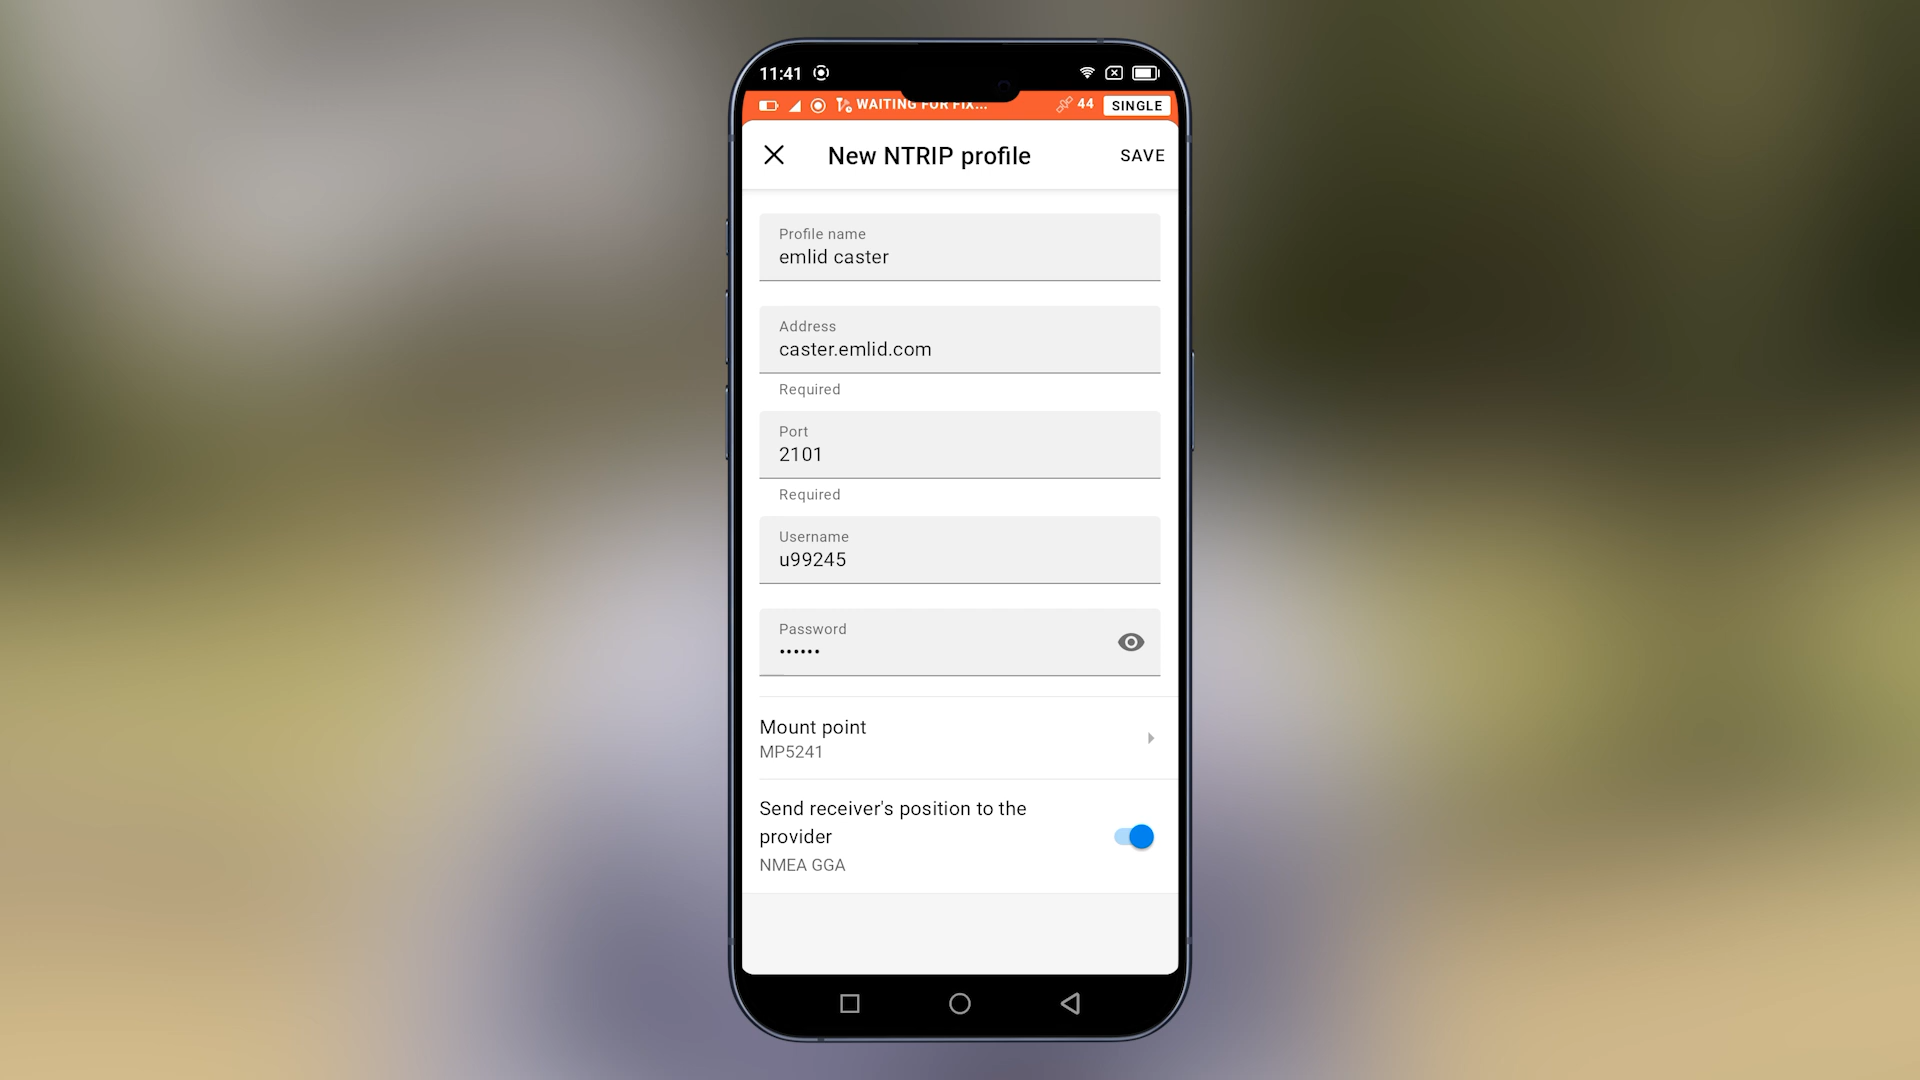 11:41
WAITING FOR FIX... 44 SINGLE
New NTRIP profile SAVE
Profile name
emlid caster
Address
caster.emlid.com
Required
Port
2101
Required
Username
u99245
Password
••••••
Mount point
MP5241
Send receiver's position to the
provider
NMEA GGA